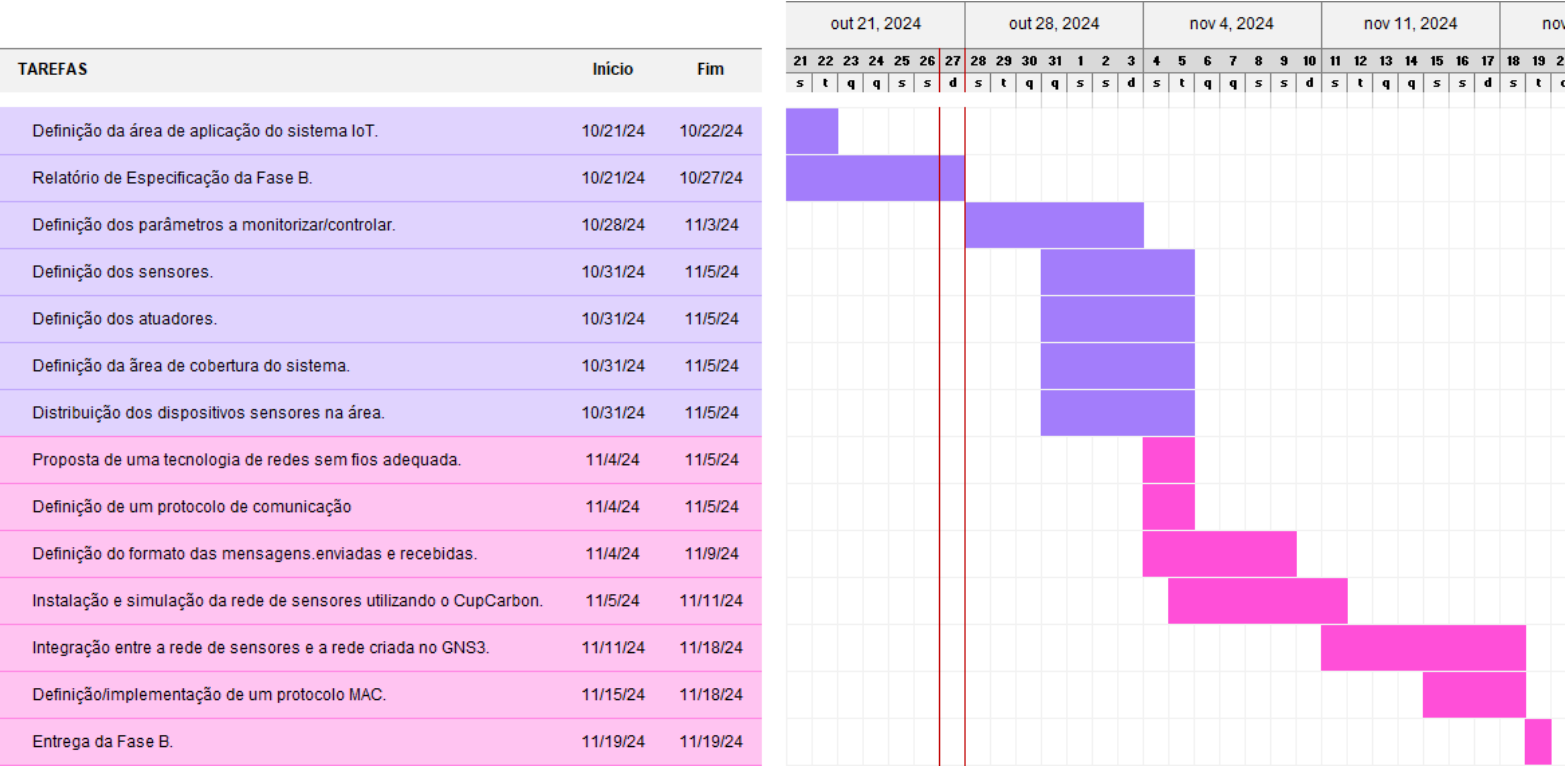 out 21, 2024 out 28, 2024 nov 4, 2024 nov 11, 2024 nov
TAREFAS Início Fim 21 22 23 24 25 26 27 28 29 30 31 1 2 3 4 5 6 7 8 9 10 11 12 13 14 15 16 17 18 19 2
s t q q s s d s t q q s s d s t q q s s d s t q q s s d s t
Definição da área de aplicação do sistema IoT. 10/21/24 10/22/24
Relatório de Especificação da Fase B. 10/21/24 10/27/24
Definição dos parâmetros a monitorizar/controlar. 10/28/24 11/3/24
Definição dos sensores. 10/31/24 11/5/24
Definição dos atuadores. 10/31/24 11/5/24
Definição da ãrea de cobertura do sistema. 10/31/24 11/5/24
Distribuição dos dispositivos sensores na área. 10/31/24 11/5/24
Proposta de uma tecnologia de redes sem fios adequada. 11/4/24 11/5/24
Definição de um protocolo de comunicação 11/4/24 11/5/24
Definição do formato das mensagens.enviadas e recebidas. 11/4/24 11/9/24
Instalação e simulação da rede de sensores utilizando o CupCarbon. 11/5/24 11/11/24
Integração entre a rede de sensores e a rede criada no GNS3. 11/11/24 11/18/24
Definição/implementação de um protocolo MAC. 11/15/24 11/18/24
Entrega da Fase B. 11/19/24 11/19/24